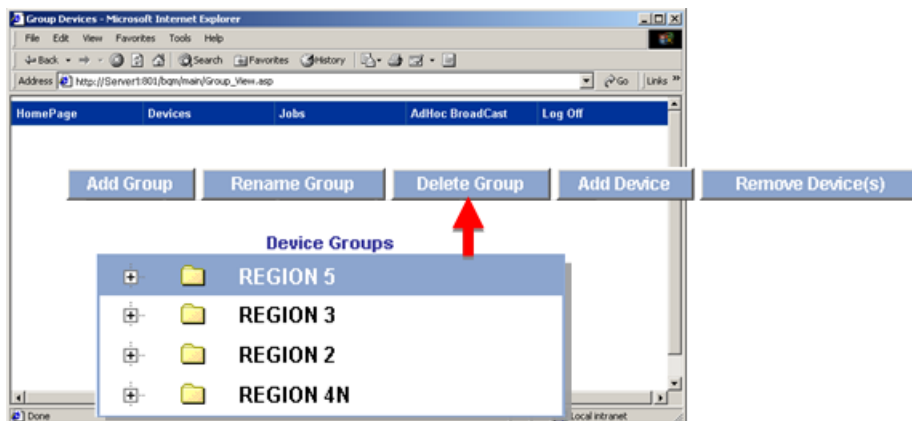 Group Devices - Microsoft Internet Explorer
File Edit View Favorites Tools Help
Back Search Favorites History
Address http://Server1:801/bqm/main/Group_View.asp Go Links »
HomePage Devices Jobs AdHoc BroadCast Log Off
Add Group Rename Group Delete Group Add Device Remove Device(s)
Device Groups
REGION 5
REGION 3
REGION 2
REGION 4N
Done Local intranet